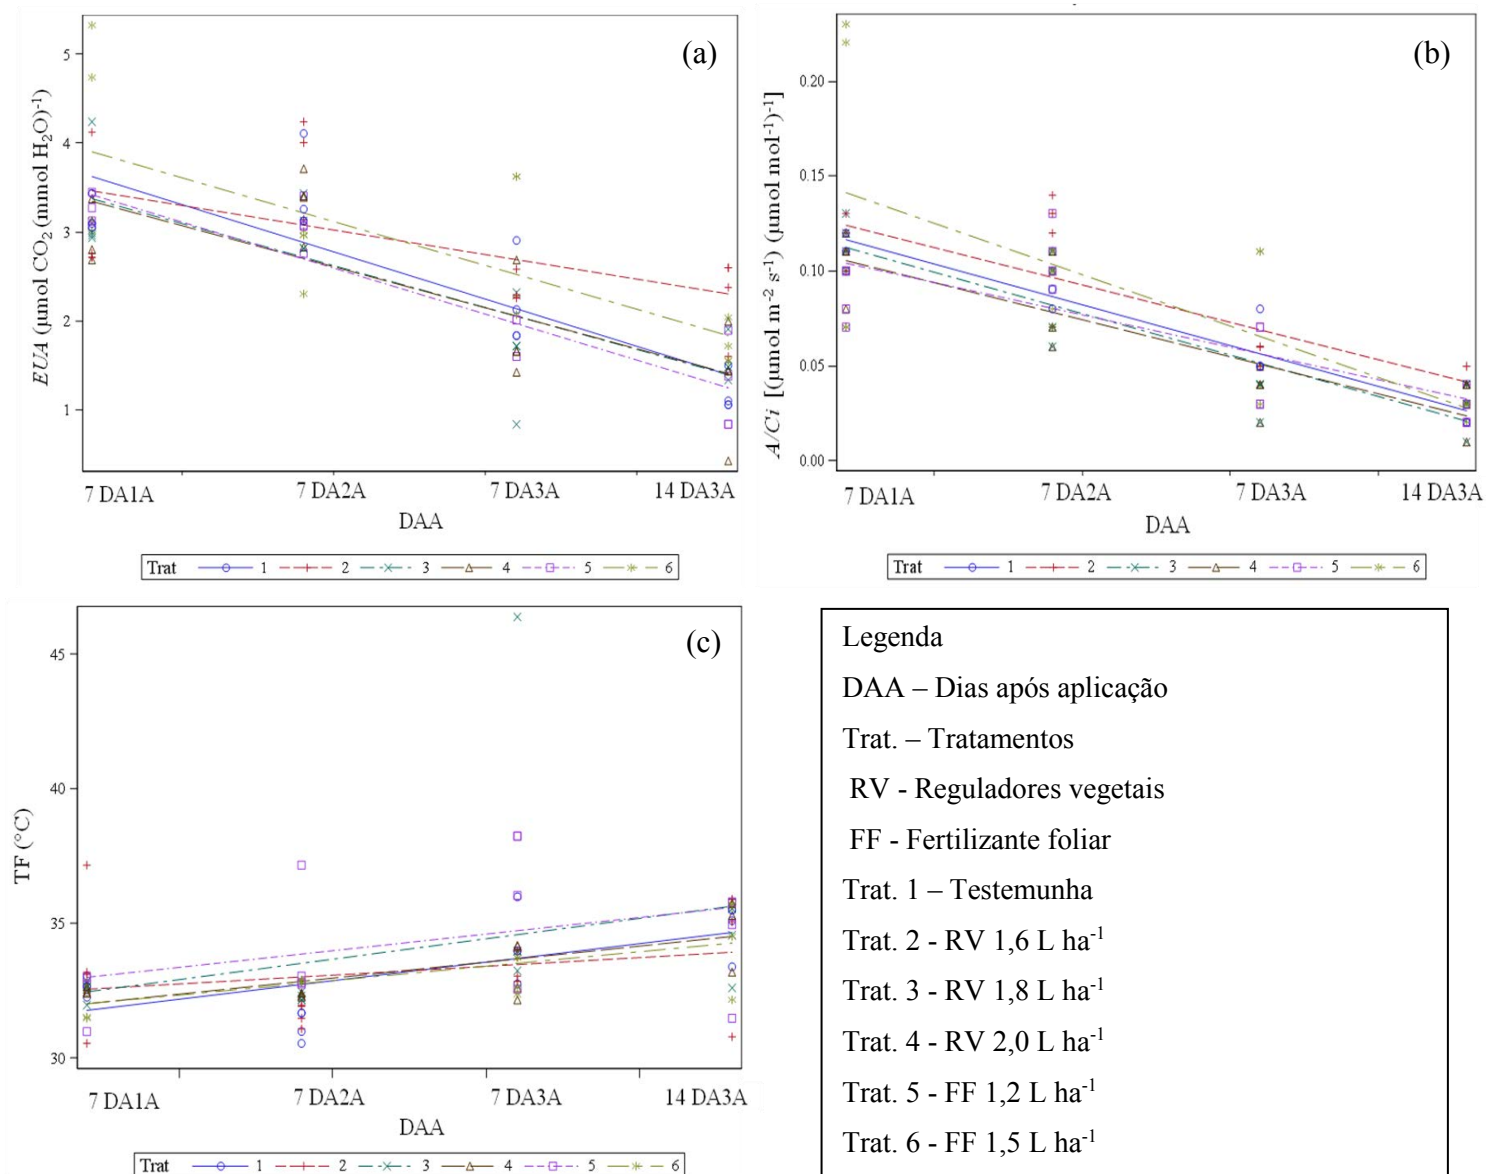 (a)
EUA (μmol CO₂ (mmol H₂O)⁻¹
5
4
3
2
1
7 DA1A 7 DA2A 7 DA3A 14 DA3A
DAA
Trat 1 2 3 4 5 6
(b)
A/Ci [(μmol m⁻² s⁻¹) (μmol mol⁻¹)⁻¹]
0.20
0.15
0.10
0.05
0.00
7 DA1A 7 DA2A 7 DA3A 14 DA3A
DAA
Trat 1 2 3 4 5 6
(c)
TF (°C)
45
40
35
30
7 DA1A 7 DA2A 7 DA3A 14 DA3A
DAA
Trat 1 2 3 4 5 6
Legenda
DAA – Dias após aplicação
Trat. – Tratamentos
RV - Reguladores vegetais
FF - Fertilizante foliar
Trat. 1 – Testemunha
Trat. 2 - RV 1,6 L ha⁻¹
Trat. 3 - RV 1,8 L ha⁻¹
Trat. 4 - RV 2,0 L ha⁻¹
Trat. 5 - FF 1,2 L ha⁻¹
Trat. 6 - FF 1,5 L ha⁻¹